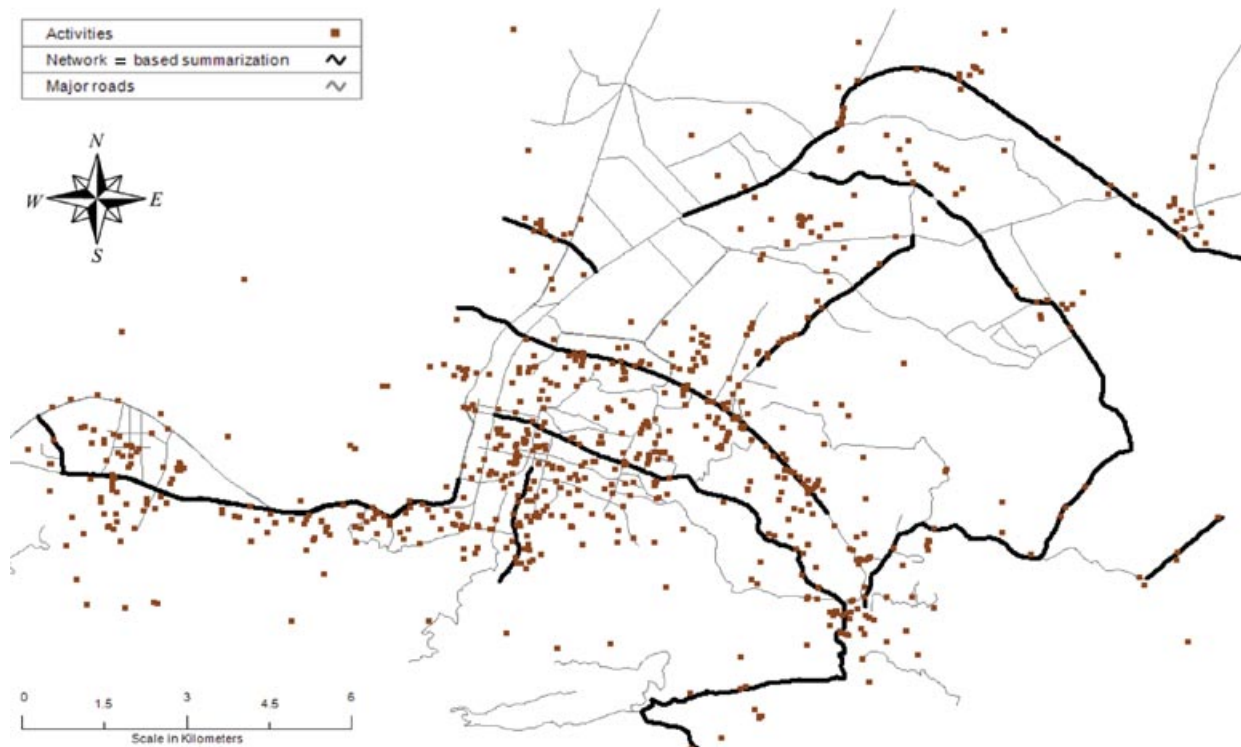 Activities
Network = based summarization
Major roads
N
W E
S
0 3 6
1.5 4.5
Scale in Kilometers